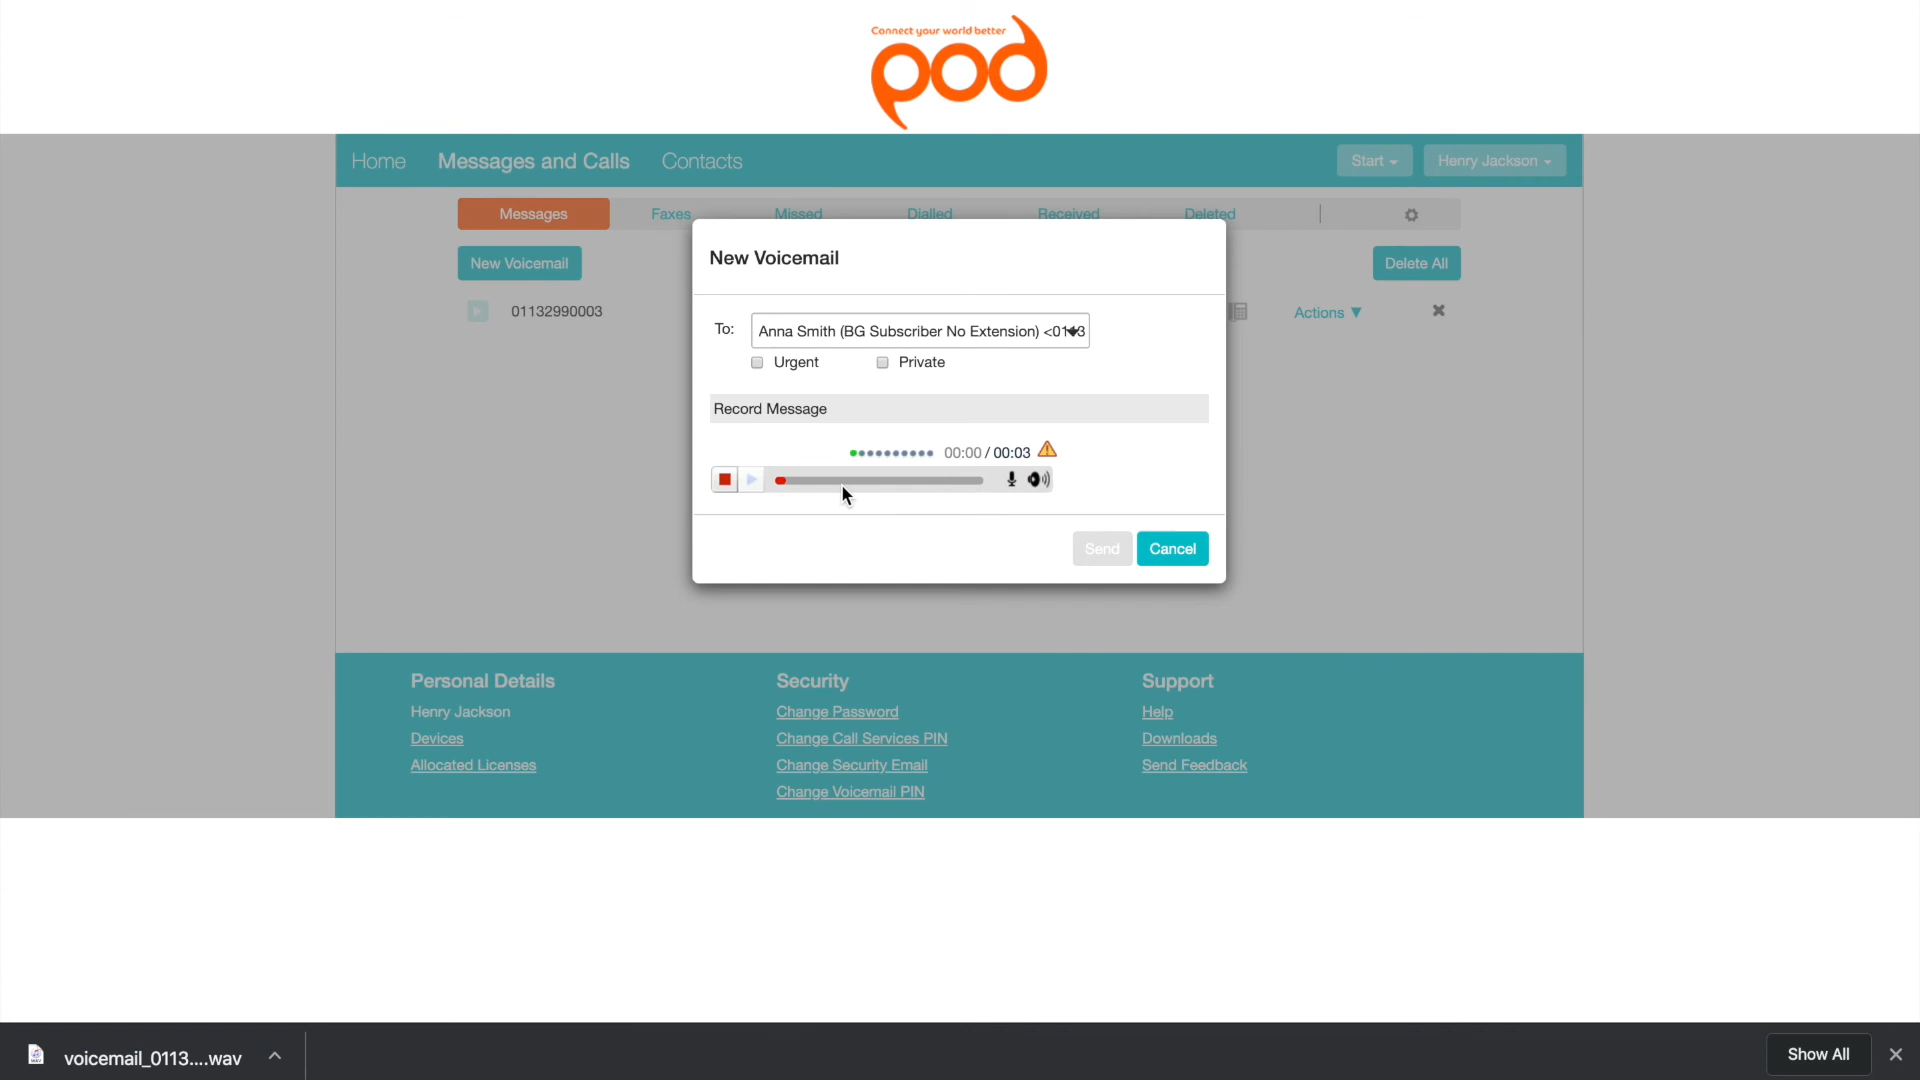 Connect your world better
pod
Home Messages and Calls Contacts Start Henry Jackson
Messages Faxes Missed Dialled Received Deleted
New Voicemail
Delete All
01132990003
Actions ▼
New Voicemail
To: Anna Smith (BG Subscriber No Extension) <01
Urgent Private
Record Message
00:00 / 00:03
Send Cancel
Personal Details
Henry Jackson
Devices
Allocated Licenses
Security
Change Password
Change Call Services PIN
Change Security Email
Change Voicemail PIN
Support
Help
Downloads
Send Feedback
voicemail_0113....wav
Show All